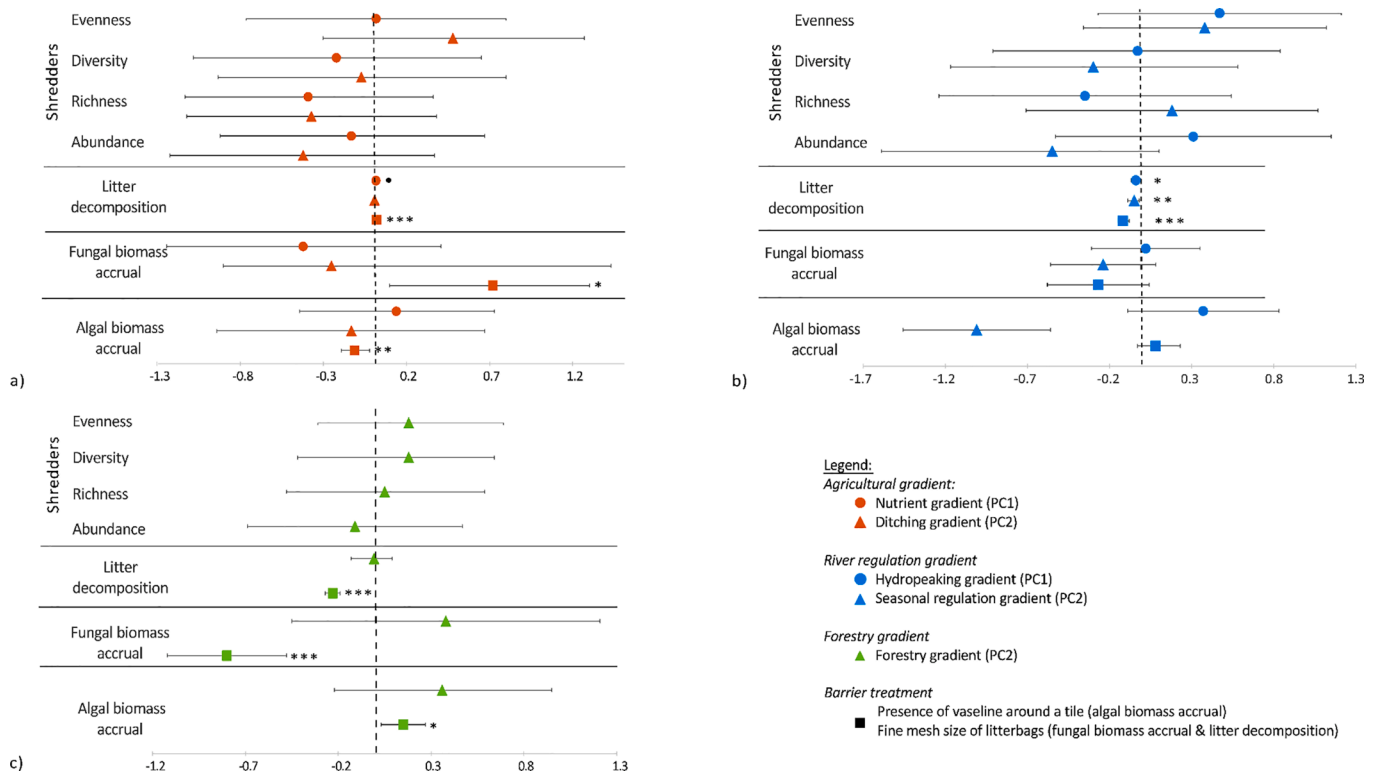 Shredders
Evenness
Diversity
Richness
Abundance
Litter
decomposition
•
***
Fungal biomass
accrual
*
Algal biomass
accrual
**
-1.3 -0.8 -0.3 0.2 0.7 1.2
a)
Shredders
Evenness
Diversity
Richness
Abundance
Litter
decomposition
*
**
***
Fungal biomass
accrual
Algal biomass
accrual
-1.7 -1.2 -0.7 -0.2 0.3 0.8 1.3
b)
Shredders
Evenness
Diversity
Richness
Abundance
Litter
decomposition
***
Fungal biomass
accrual
***
Algal biomass
accrual
*
-1.2 -0.7 -0.2 0.3 0.8 1.3
c)
Legend:
Agricultural gradient:
Nutrient gradient (PC1)
Ditching gradient (PC2)
River regulation gradient
Hydropeaking gradient (PC1)
Seasonal regulation gradient (PC2)
Forestry gradient
Forestry gradient (PC2)
Barrier treatment
Presence of vaseline around a tile (algal biomass accrual)
Fine mesh size of litterbags (fungal biomass accrual & litter decomposition)